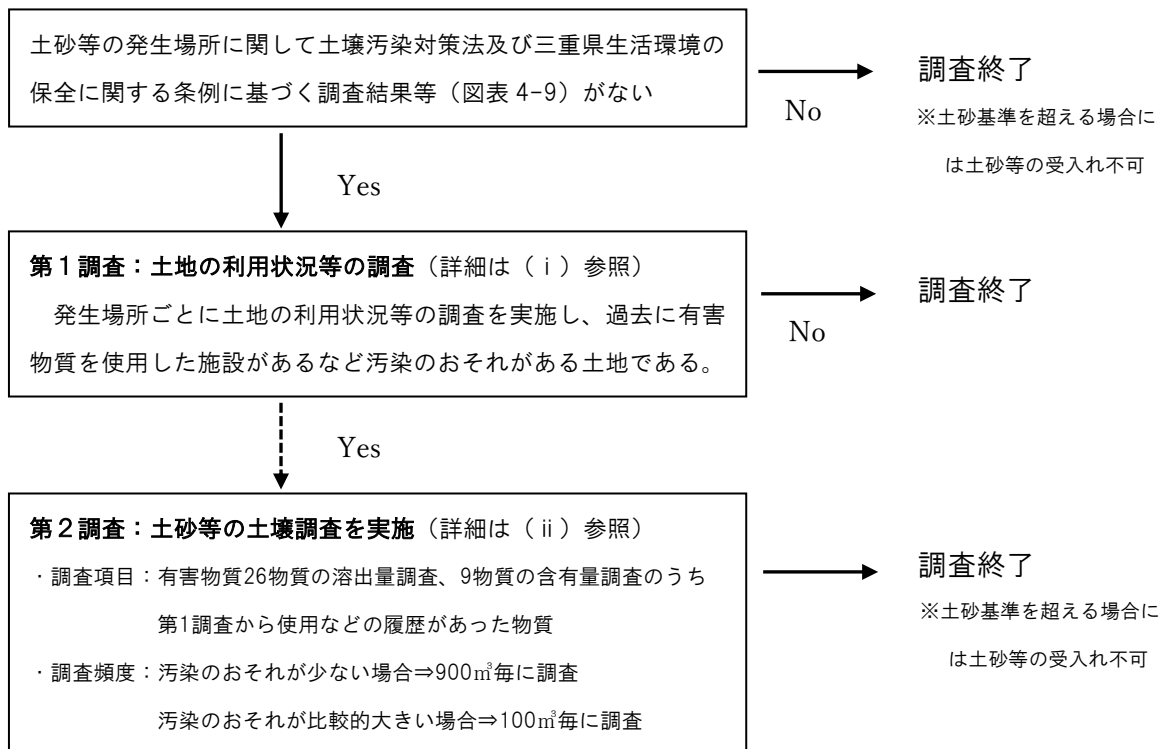 土砂等の発生場所に関して土壌汚染対策法及び三重県生活環境の
保全に関する条例に基づく調査結果等（図表 4-9）がない
No
調査終了
※土砂基準を超える場合に
は土砂等の受入れ不可
Yes
第１調査：土地の利用状況等の調査（詳細は（ⅰ）参照）
発生場所ごとに土地の利用状況等の調査を実施し、過去に有害
物質を使用した施設があるなど汚染のおそれがある土地である。
No
調査終了
Yes
第２調査：土砂等の土壌調査を実施（詳細は（ⅱ）参照）
・調査項目：有害物質26物質の溶出量調査、9物質の含有量調査のうち
第1調査から使用などの履歴があった物質
・調査頻度：汚染のおそれが少ない場合⇒900㎥毎に調査
汚染のおそれが比較的大きい場合⇒100㎥毎に調査
調査終了
※土砂基準を超える場合に
は土砂等の受入れ不可